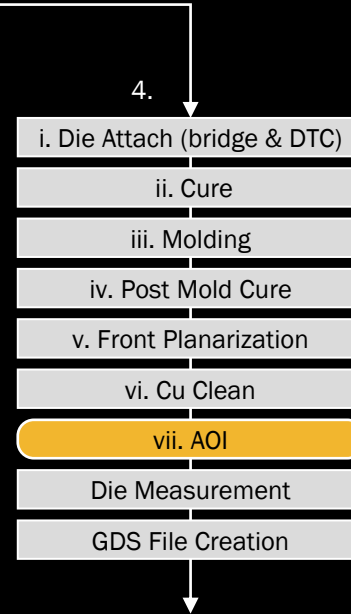 4.
i. Die Attach (bridge & DTC)
ii. Cure
iii. Molding
iv. Post Mold Cure
v. Front Planarization
vi. Cu Clean
vii. AOI
Die Measurement
GDS File Creation